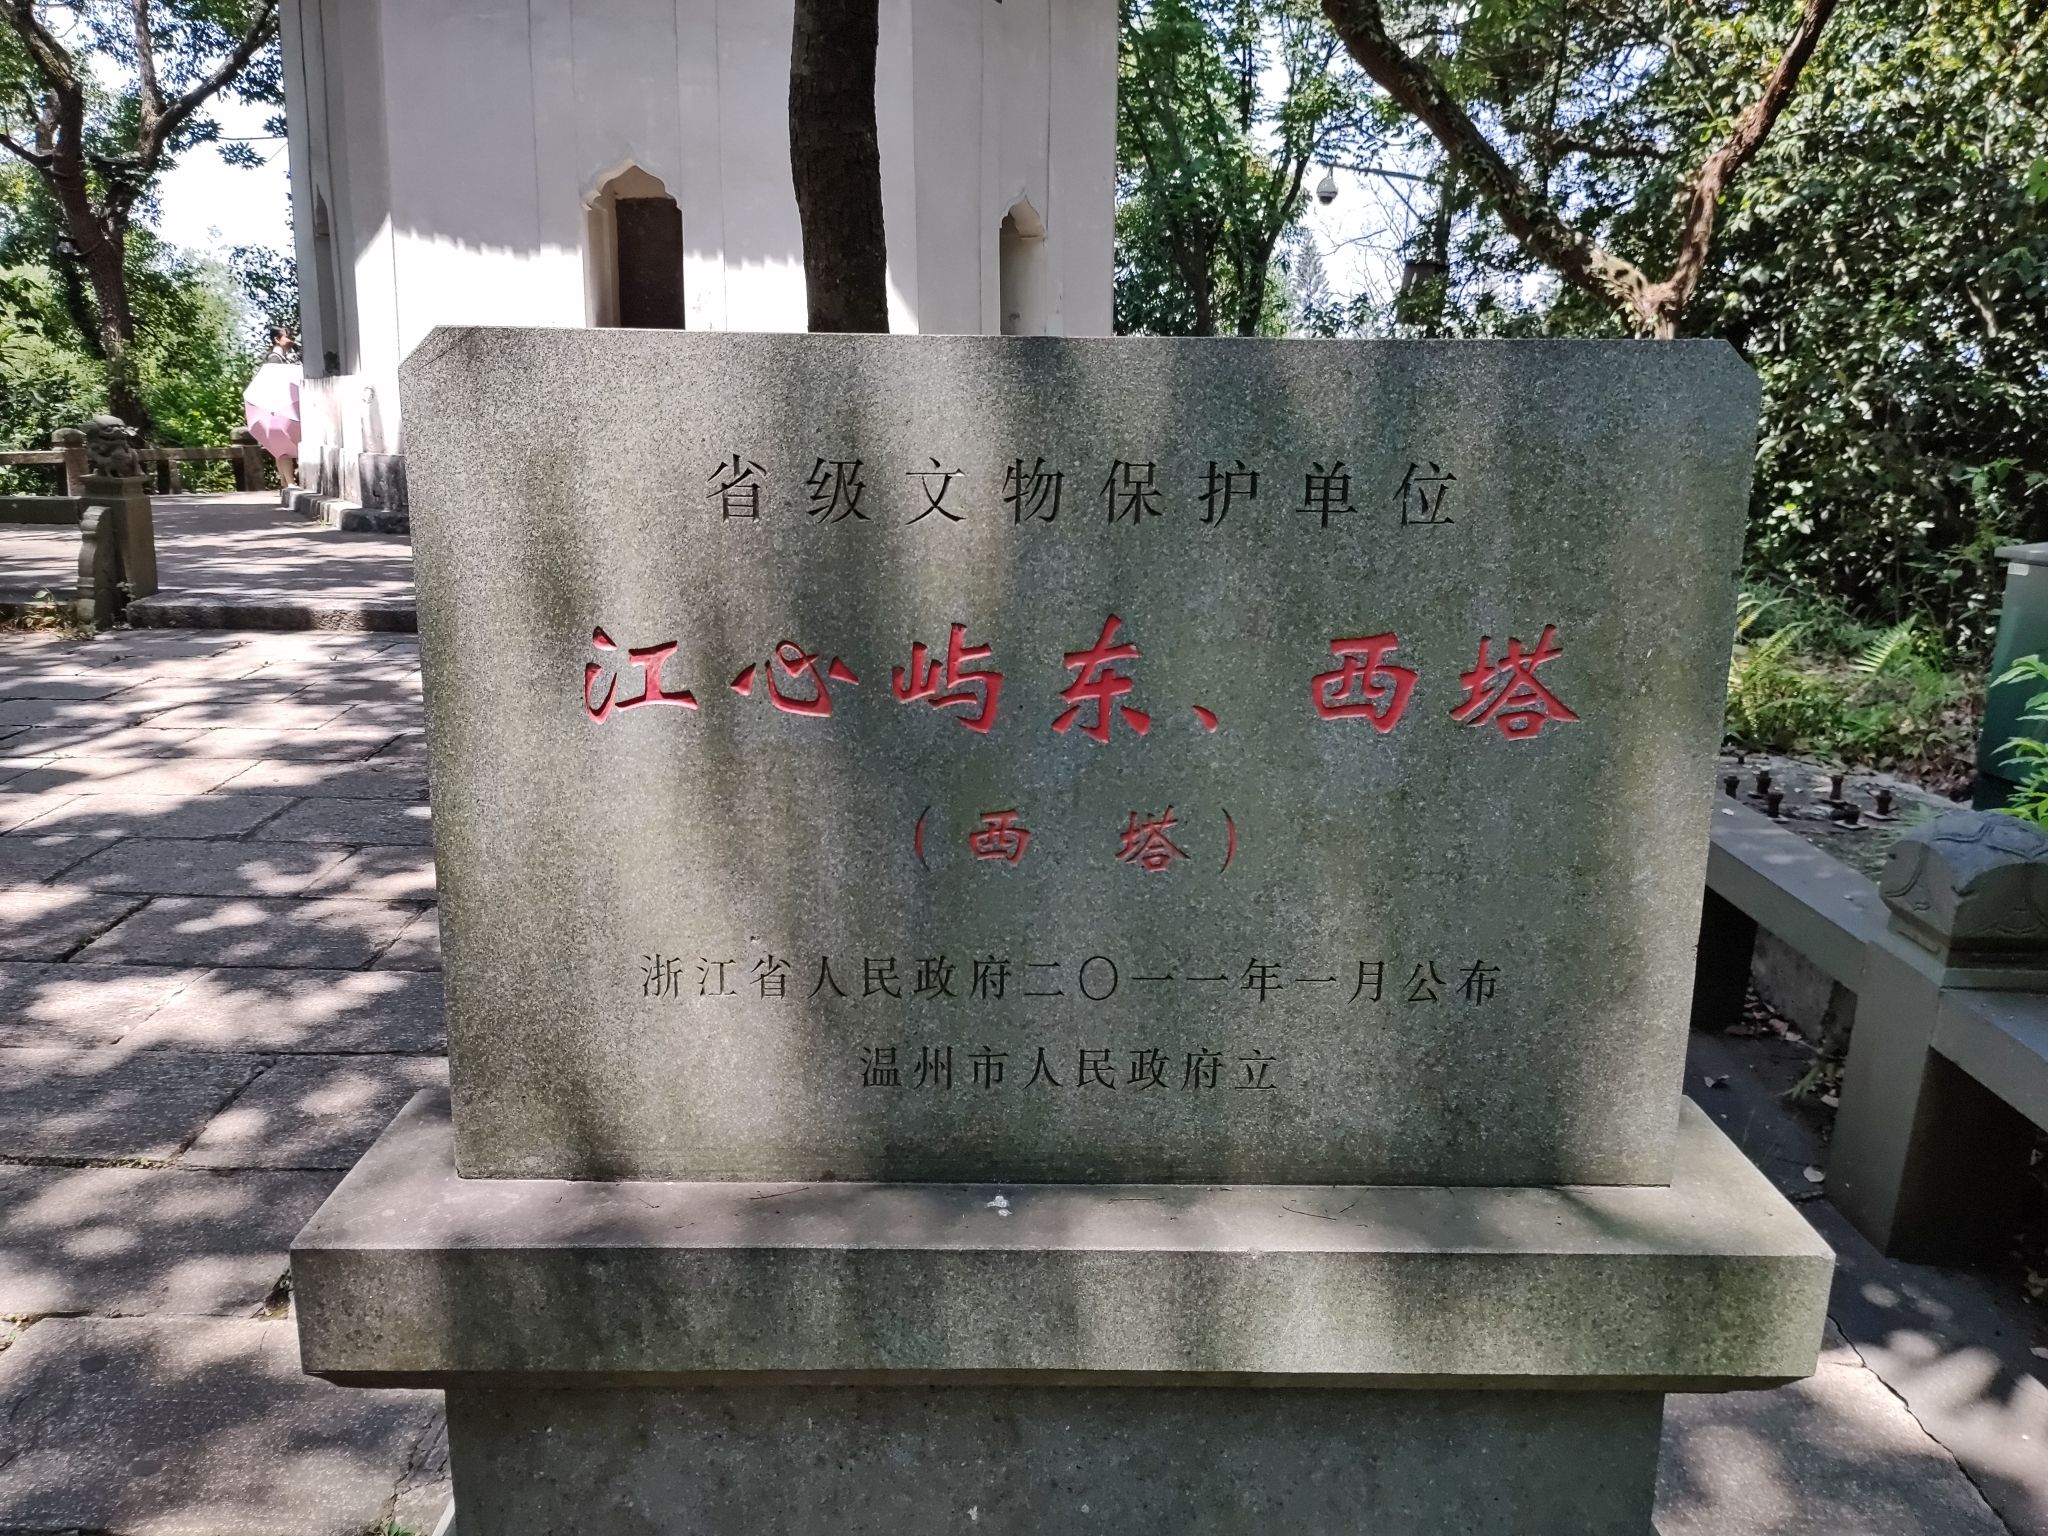 省级文物保护单位
江心屿东、西塔
（西 塔）
浙江省人民政府二〇一一年一月公布
温州市人民政府立